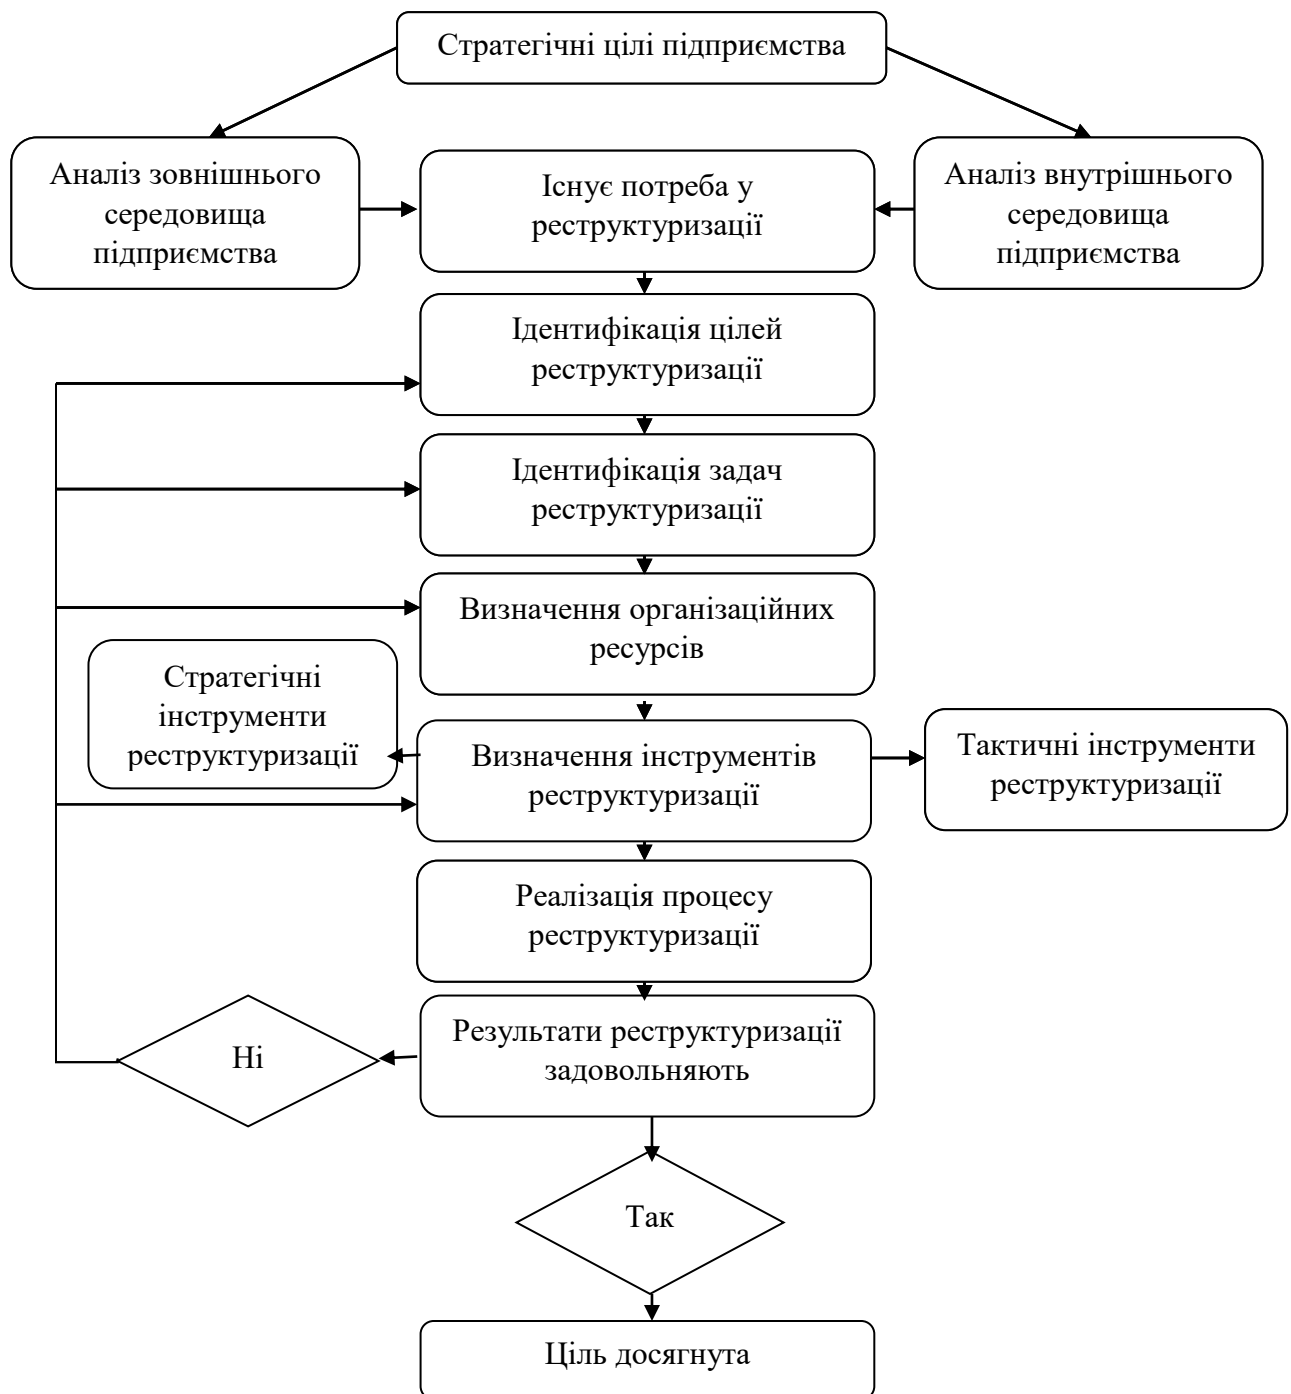 Стратегічні цілі підприємства
Аналіз зовнішнього
середовища
підприємства
Існує потреба у
реструктуризації
Аналіз внутрішнього
середовища
підприємства
Ідентифікація цілей
реструктуризації
Ідентифікація задач
реструктуризації
Визначення організаційних
ресурсів
Стратегічні
інструменти
реструктуризації
Визначення інструментів
реструктуризації
Тактичні інструменти
реструктуризації
Реалізація процесу
реструктуризації
Результати реструктуризації
задовольняють
Ні
Так
Ціль досягнута